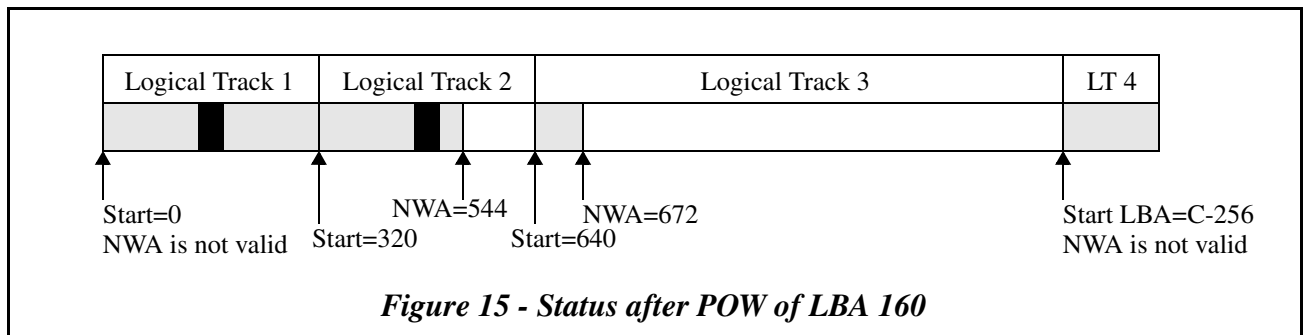 Logical Track 1 Logical Track 2 Logical Track 3 LT 4
Start=0
NWA is not valid
Start=320
NWA=544
Start=640
NWA=672
Start LBA=C-256
NWA is not valid
Figure 15 - Status after POW of LBA 160